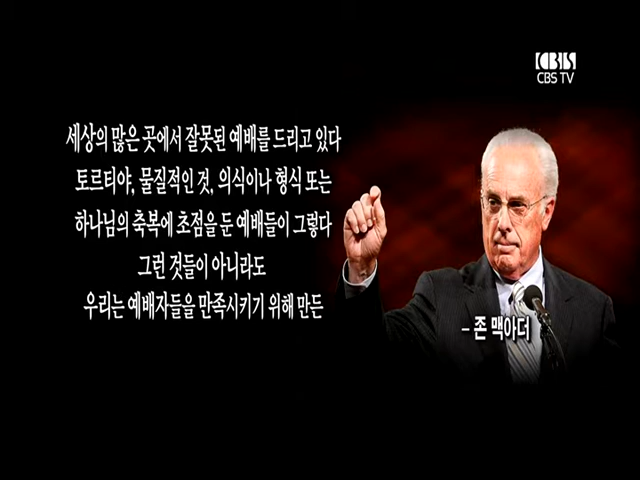 CBS
CBS TV
세상의 많은 곳에서 잘못된 예배를 드리고 있다
토르티야, 물질적인 것, 의식이나 형식 또는
하나님의 축복에 초점을 둔 예배들이 그렇다
그런 것들이 아니라도
우리는 예배자들을 만족시키기 위해 만든
- 존 맥아더